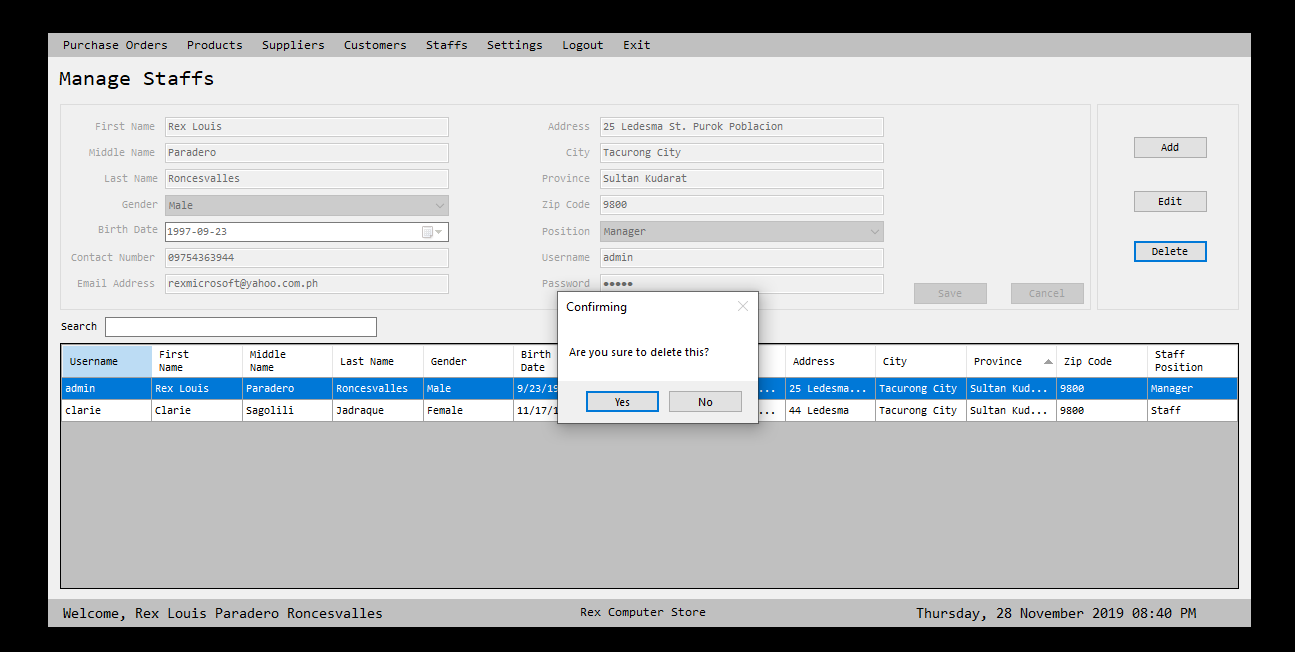 Purchase Orders Products Suppliers Customers Staffs Settings Logout Exit
Manage Staffs
First Name Rex Louis
Middle Name Paradero
Last Name Roncesvalles
Gender Male
Birth Date 1997-09-23
Contact Number 09754363944
Email Address rexmicrosoft@yahoo.com.ph
Address 25 Ledesma St. Purok Poblacion
City Tacurong City
Province Sultan Kudarat
Zip Code 9800
Position Manager
Username admin
Password ●●●●●
Save Cancel
Add
Edit
Delete
Search
Confirming
Are you sure to delete this?
Yes No
Username First Name Middle Name Last Name Gender Birth Date Address City Province Zip Code Staff Position
admin Rex Louis Paradero Roncesvalles Male 9/23/19 ... 25 Ledesma... Tacurong City Sultan Kud... 9800 Manager
clarie Clarie Sagolili Jadraque Female 11/17/1 ... 44 Ledesma Tacurong City Sultan Kud... 9800 Staff
Welcome, Rex Louis Paradero Roncesvalles Rex Computer Store Thursday, 28 November 2019 08:40 PM